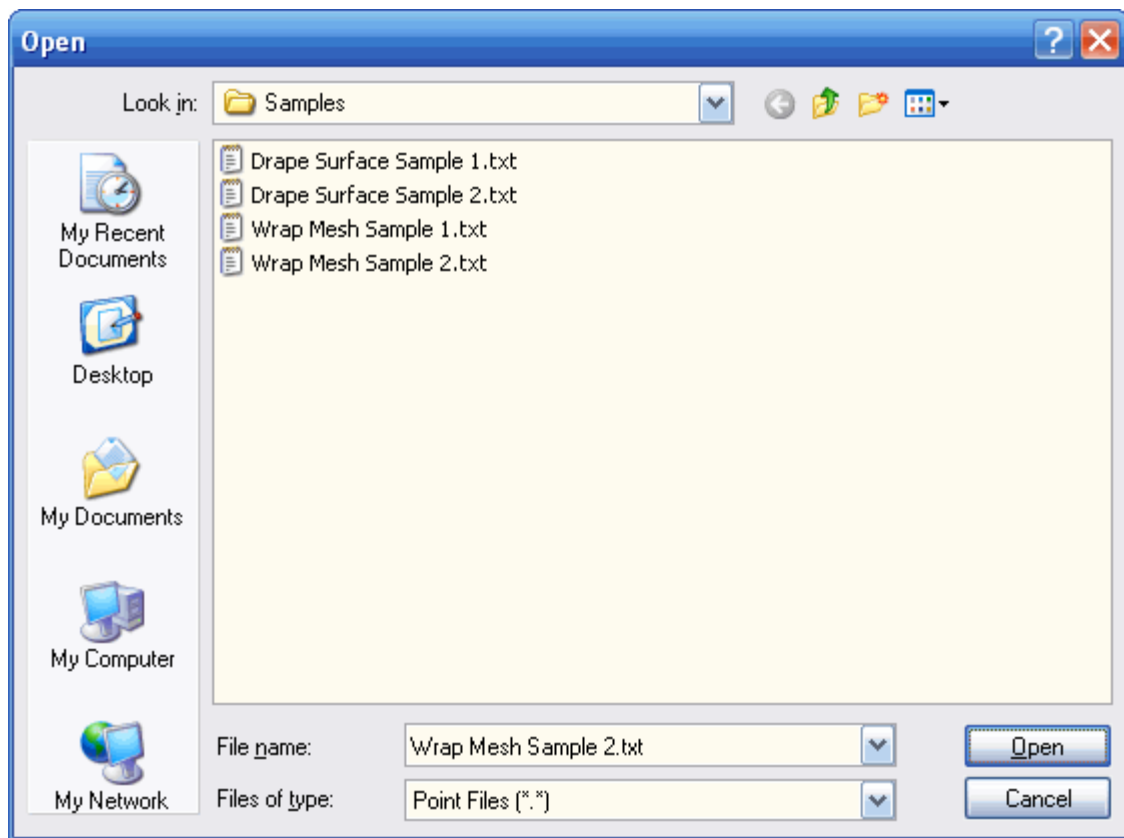 Open
Look in: Samples
Drape Surface Sample 1.txt
Drape Surface Sample 2.txt
Wrap Mesh Sample 1.txt
Wrap Mesh Sample 2.txt
My Recent
Documents
Desktop
My Documents
My Computer
My Network
File name: Wrap Mesh Sample 2.txt Open
Files of type: Point Files (*.*) Cancel